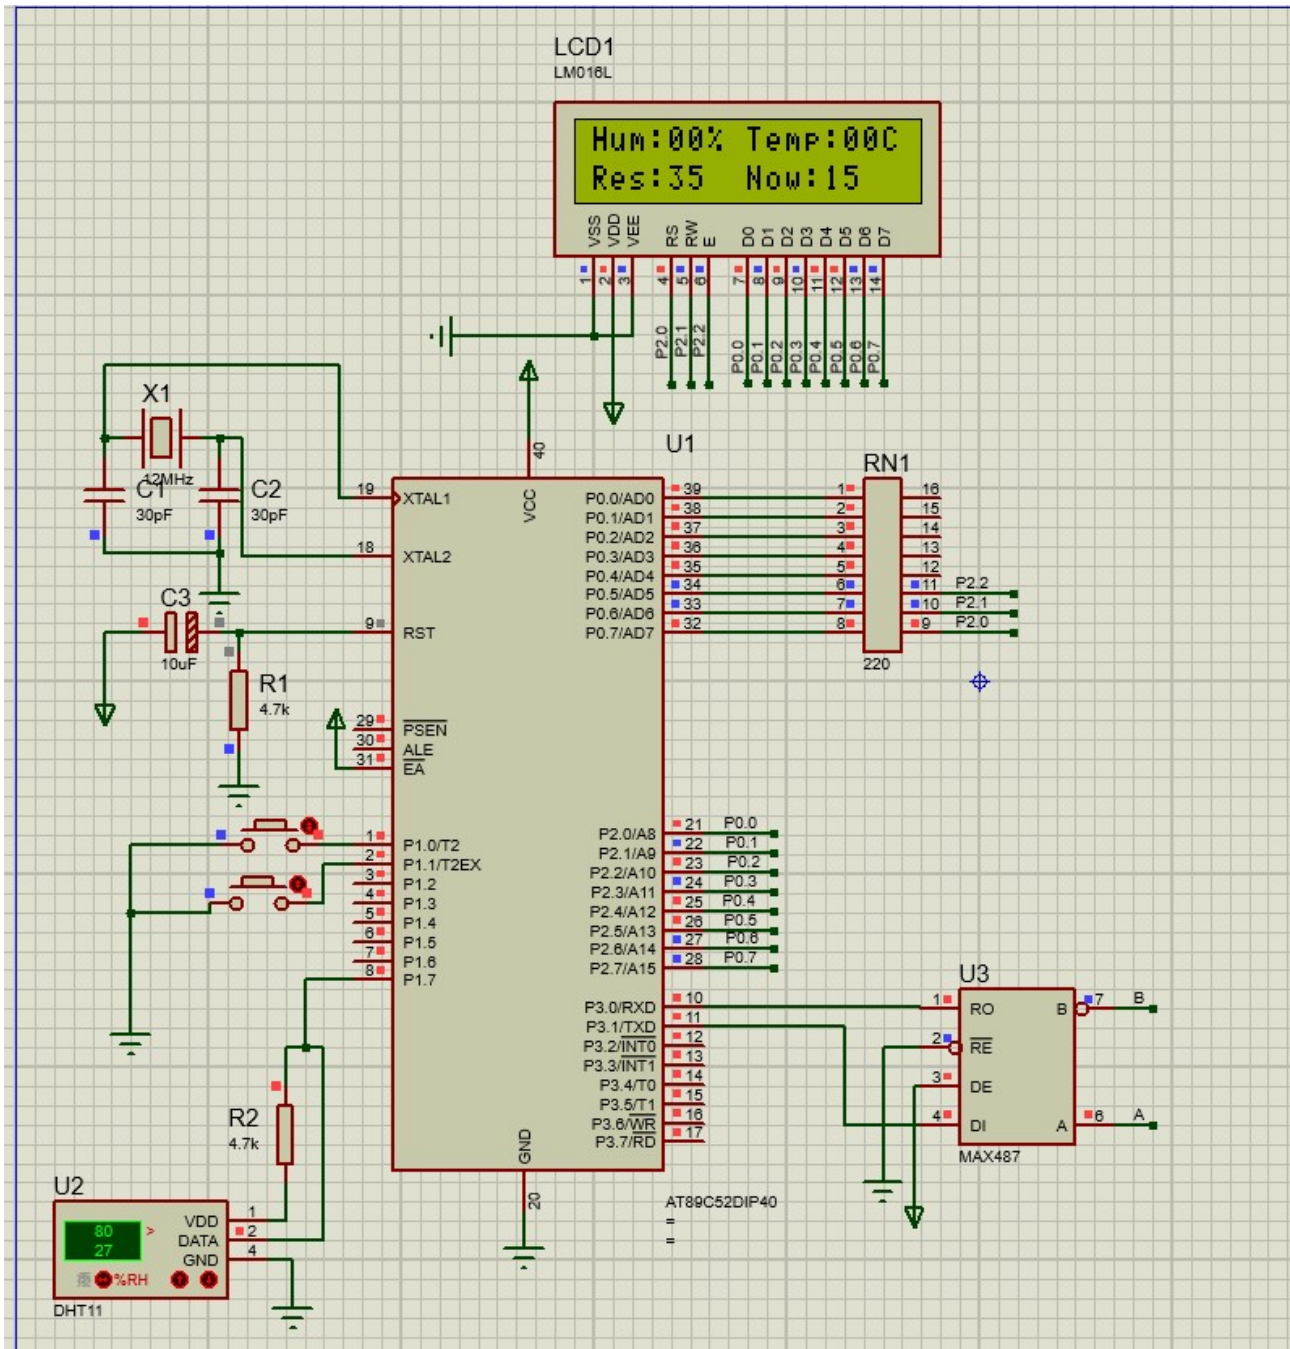 LCD1
LM016L
Hum:00% Temp:00C
Res:35 Now:15
VSS VDD VEE RS RW E D0 D1 D2 D3 D4 D5 D6 D7
1 2 3 4 5 6 7 8 9 10 11 12 13 14
P2.0 P2.1 P2.2 P0.0 P0.1 P0.2 P0.3 P0.4 P0.5 P0.6 P0.7
X1
12MHz
C1
30pF
C2
30pF
C3
10uF
R1
4.7k
U1
40
VCC
19 XTAL1
18 XTAL2
9 RST
29 PSEN
30 ALE
31 EA
1 P1.0/T2
2 P1.1/T2EX
3 P1.2
4 P1.3
5 P1.4
6 P1.5
7 P1.6
8 P1.7
P0.0/AD0 39
P0.1/AD1 38
P0.2/AD2 37
P0.3/AD3 36
P0.4/AD4 35
P0.5/AD5 34
P0.6/AD6 33
P0.7/AD7 32
RN1
1 16
2 15
3 14
4 13
5 12
6 11 P2.2
7 10 P2.1
8 9 P2.0
220
P2.0/A8 21 P0.0
P2.1/A9 22 P0.1
P2.2/A10 23 P0.2
P2.3/A11 24 P0.3
P2.4/A12 25 P0.4
P2.5/A13 26 P0.5
P2.6/A14 27 P0.6
P2.7/A15 28 P0.7
P3.0/RXD 10
P3.1/TXD 11
P3.2/INT0 12
P3.3/INT1 13
P3.4/T0 14
P3.5/T1 15
P3.6/WR 16
P3.7/RD 17
GND
20
AT89C52DIP40
=
=
U3
1 RO B 7 B
2 RE
3 DE
4 DI A 6 A
MAX487
R2
4.7k
U2
80
27
>
%RH
VDD 1
DATA 2
GND 4
DHT11